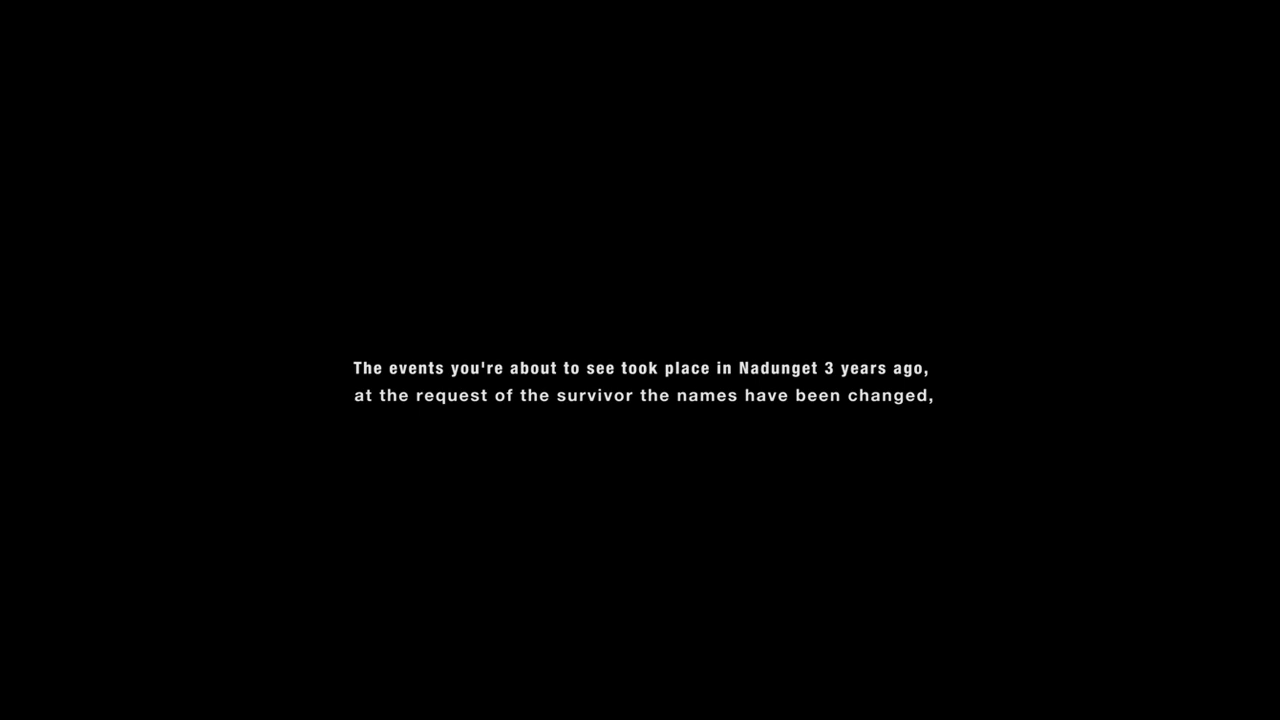 The events you're about to see took place in Nadunget 3 years ago,
at the request of the survivor the names have been changed,